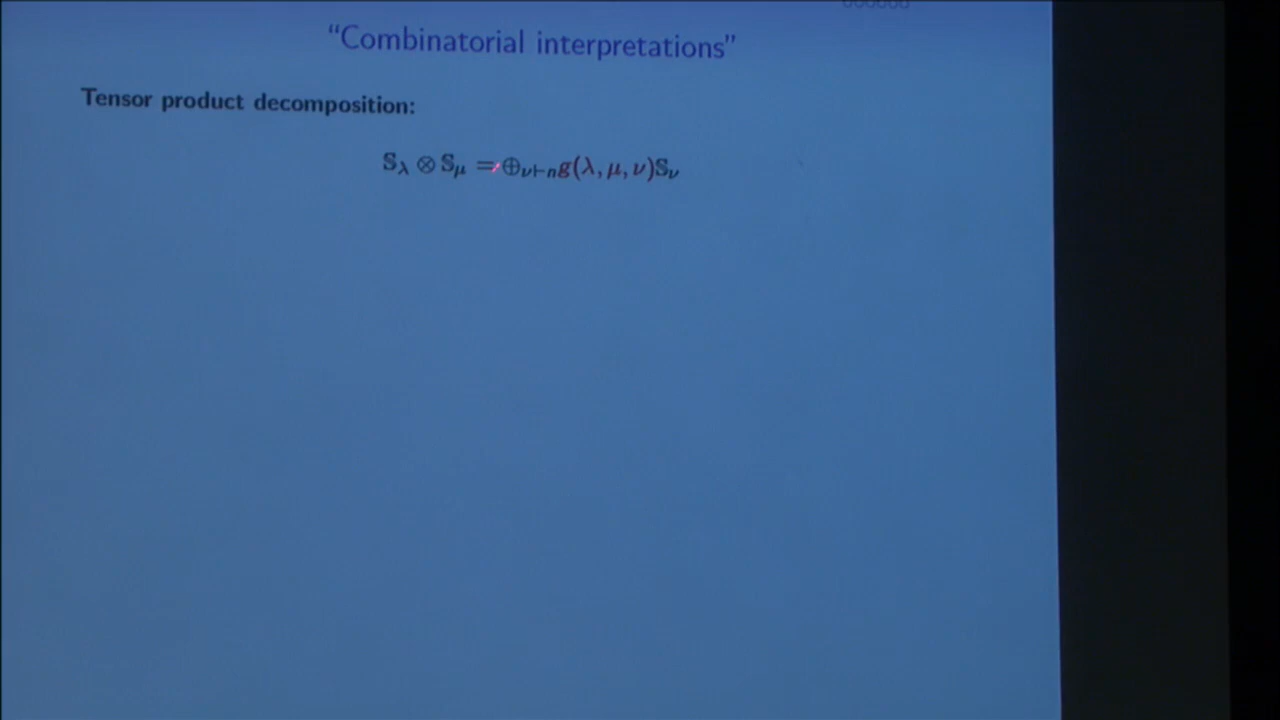 “Combinatorial interpretations”
Tensor product decomposition:
𝕊_λ ⊗ 𝕊_μ = ⊕_{ν⊢n} g(λ, μ, ν)𝕊_ν